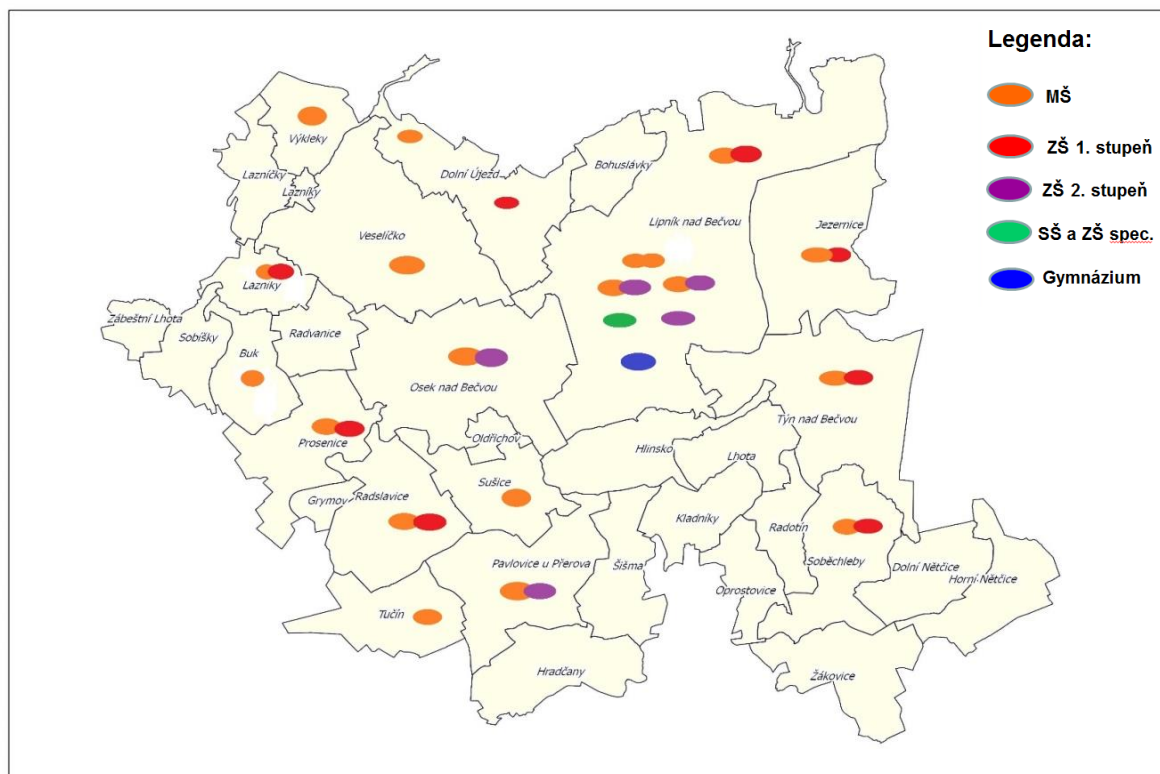 Legenda:
MŠ
ZŠ 1. stupeň
ZŠ 2. stupeň
SŠ a ZŠ spec.
Gymnázium
Výkleky
Lazníčky
Lazníky
Dolní Újezd
Bohuslávky
Lipník nad Bečvou
Jezernice
Veselíčko
Lazníky
Zábeštní Lhota
Sobíšky
Radvanice
Buk
Osek nad Bečvou
Týn nad Bečvou
Prosenice
Oldřichov
Hlinsko
Lhota
Sušice
Grymov
Radslavice
Kladníky
Radotín
Soběchleby
Pavlovice u Přerova
Šišma
Dolní Nětčice
Horní Nětčice
Oprostovice
Tučín
Hradčany
Žákovice